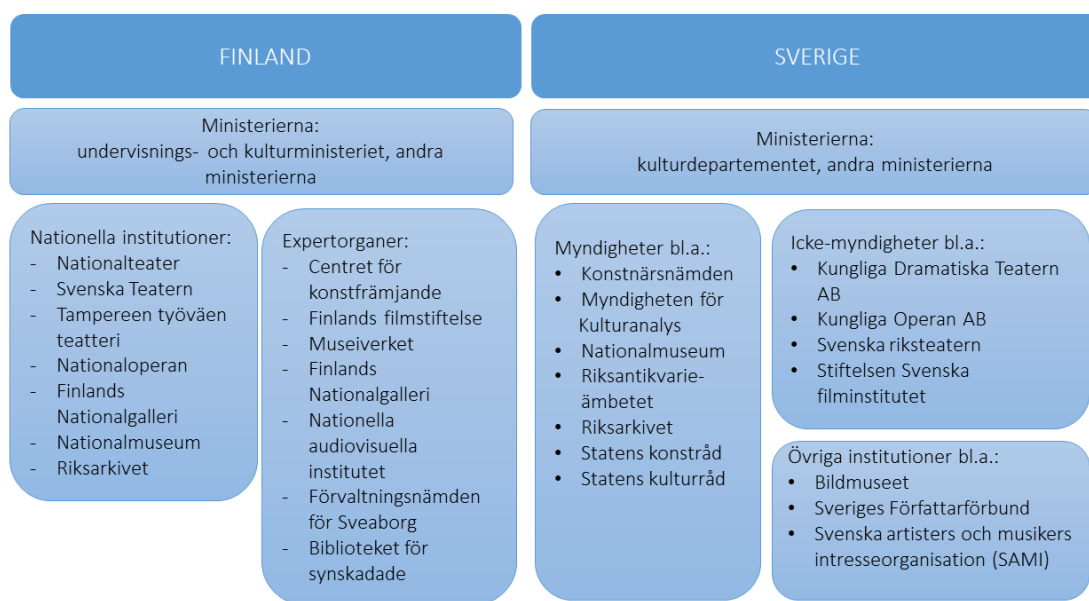 FINLAND
Ministerierna:
undervisnings- och kulturministeriet, andra
ministerierna
Nationella institutioner:
- Nationalteater
- Svenska Teatern
- Tampereen työväen
teatteri
- Nationaloperan
- Finlands
Nationalgalleri
- Nationalmuseum
- Riksarkivet
Expertorganer:
- Centret för
konstfrämjande
- Finlands filmstiftelse
- Museiverket
- Finlands
Nationalgalleri
- Nationella
audiovisuella
institutet
- Förvaltningsnämden
för Sveaborg
- Biblioteket för
synskadade
SVERIGE
Ministerierna:
kulturdepartementet, andra ministerierna
Myndigheter bl.a.:
• Konstnärsnämden
• Myndigheten för
Kulturanalys
• Nationalmuseum
• Riksantikvarie-
ämbetet
• Riksarkivet
• Statens konstråd
• Statens kulturråd
Icke-myndigheter bl.a.:
• Kungliga Dramatiska Teatern
AB
• Kungliga Operan AB
• Svenska riksteatern
• Stiftelsen Svenska
filminstitutet
Övriga institutioner bl.a.:
• Bildmuseet
• Sveriges Författarförbund
• Svenska artisters och musikers
intresseorganisation (SAMI)